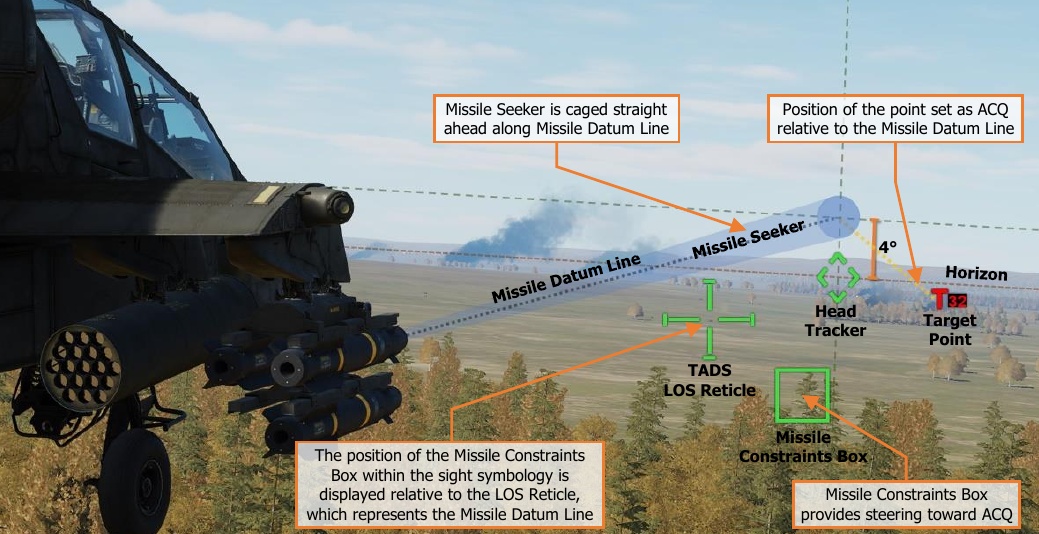 Missile Seeker is caged straight
ahead along Missile Datum Line
Position of the point set as ACQ
relative to the Missile Datum Line
Missile Seeker
Missile Datum Line
4°
Horizon
T 32
Head
Tracker
Target
Point
TADS
LOS Reticle
Missile
Constraints Box
The position of the Missile Constraints
Box within the sight symbology is
displayed relative to the LOS Reticle,
which represents the Missile Datum Line
Missile Constraints Box
provides steering toward ACQ